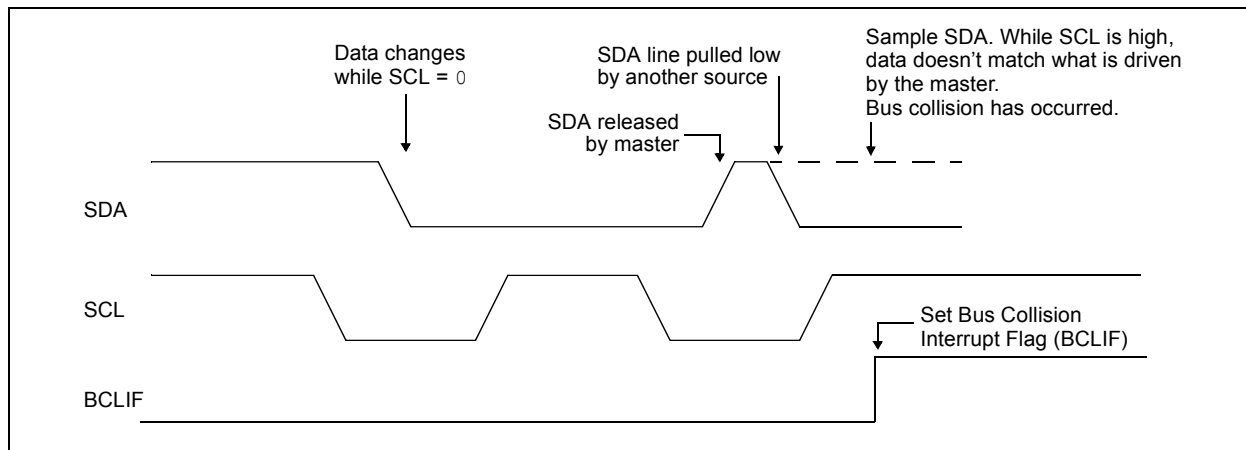 Data changes
while SCL = 0
SDA line pulled low
by another source
Sample SDA. While SCL is high,
data doesn't match what is driven
by the master.
Bus collision has occurred.
SDA released
by master
SDA
SCL
Set Bus Collision
Interrupt Flag (BCLIF)
BCLIF